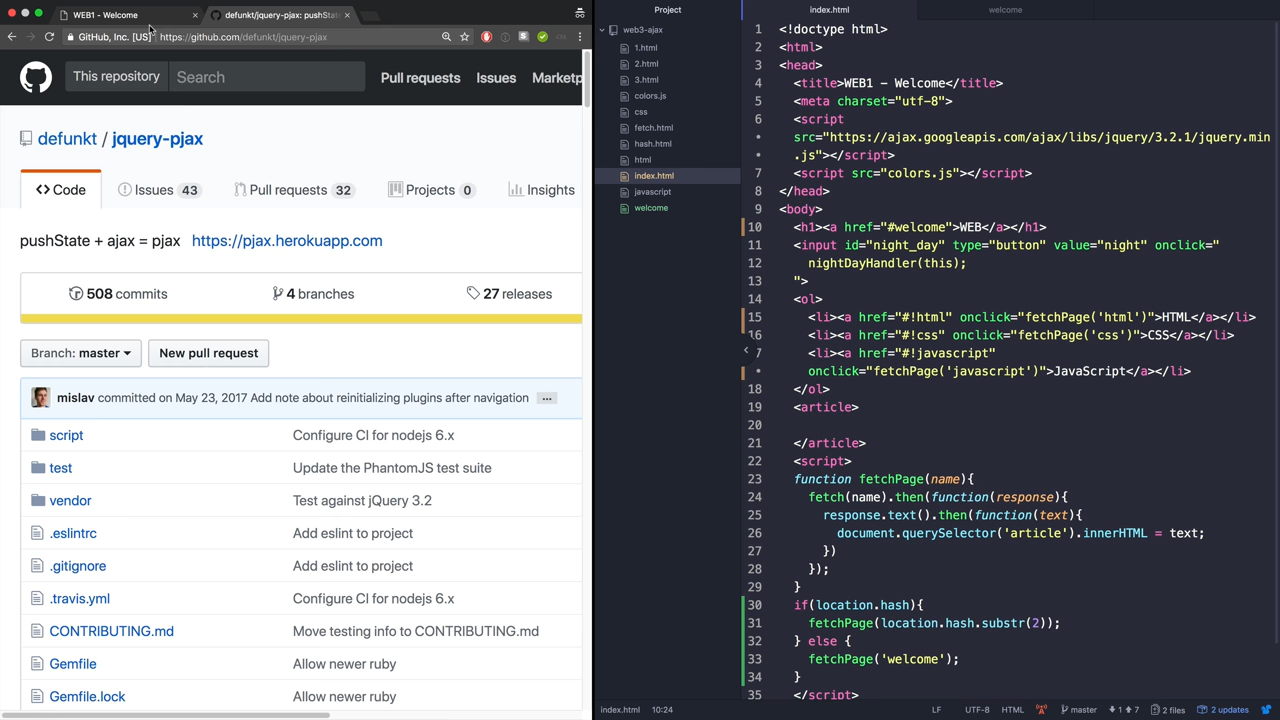 WEB1 - Welcome
defunkt/jquery-pjax: pushStat
GitHub, Inc. [US]
https://github.com/defunkt/jquery-pjax
This repository
Search
Pull requests
Issues
Marketp
defunkt / jquery-pjax
Code
Issues 43
Pull requests 32
Projects 0
Insights
pushState + ajax = pjax https://pjax.herokuapp.com
508 commits
4 branches
27 releases
Branch: master
New pull request
mislav committed on May 23, 2017 Add note about reinitializing plugins after navigation ...
script Configure CI for nodejs 6.x
test Update the PhantomJS test suite
vendor Test against jQuery 3.2
.eslintrc Add eslint to project
.gitignore Add eslint to project
.travis.yml Configure CI for nodejs 6.x
CONTRIBUTING.md Move testing info to CONTRIBUTING.md
Gemfile Allow newer ruby
Gemfile.lock Allow newer ruby
Project
web3-ajax
1.html
2.html
3.html
colors.js
css
fetch.html
hash.html
html
index.html
javascript
welcome
index.html
welcome
1 <!doctype html>
2 <html>
3 <head>
4 <title>WEB1 - Welcome</title>
5 <meta charset="utf-8">
6 <script
• src="https://ajax.googleapis.com/ajax/libs/jquery/3.2.1/jquery.min
• .js"></script>
7 <script src="colors.js"></script>
8 </head>
9 <body>
10 <h1><a href="#welcome">WEB</a></h1>
11 <input id="night_day" type="button" value="night" onclick="
12 nightDayHandler(this);
13 ">
14 <ol>
15 <li><a href="#!html" onclick="fetchPage('html')">HTML</a></li>
16 <li><a href="#!css" onclick="fetchPage('css')">CSS</a></li>
7 <li><a href="#!javascript"
• onclick="fetchPage('javascript')">JavaScript</a></li>
18 </ol>
19 <article>
20
21 </article>
22 <script>
23 function fetchPage(name){
24 fetch(name).then(function(response){
25 response.text().then(function(text){
26 document.querySelector('article').innerHTML = text;
27 })
28 });
29 }
30 if(location.hash){
31 fetchPage(location.hash.substr(2));
32 } else {
33 fetchPage('welcome');
34 }
35 </script>
index.html 10:24
LF
UTF-8
HTML
master
1 7
2 files
2 updates